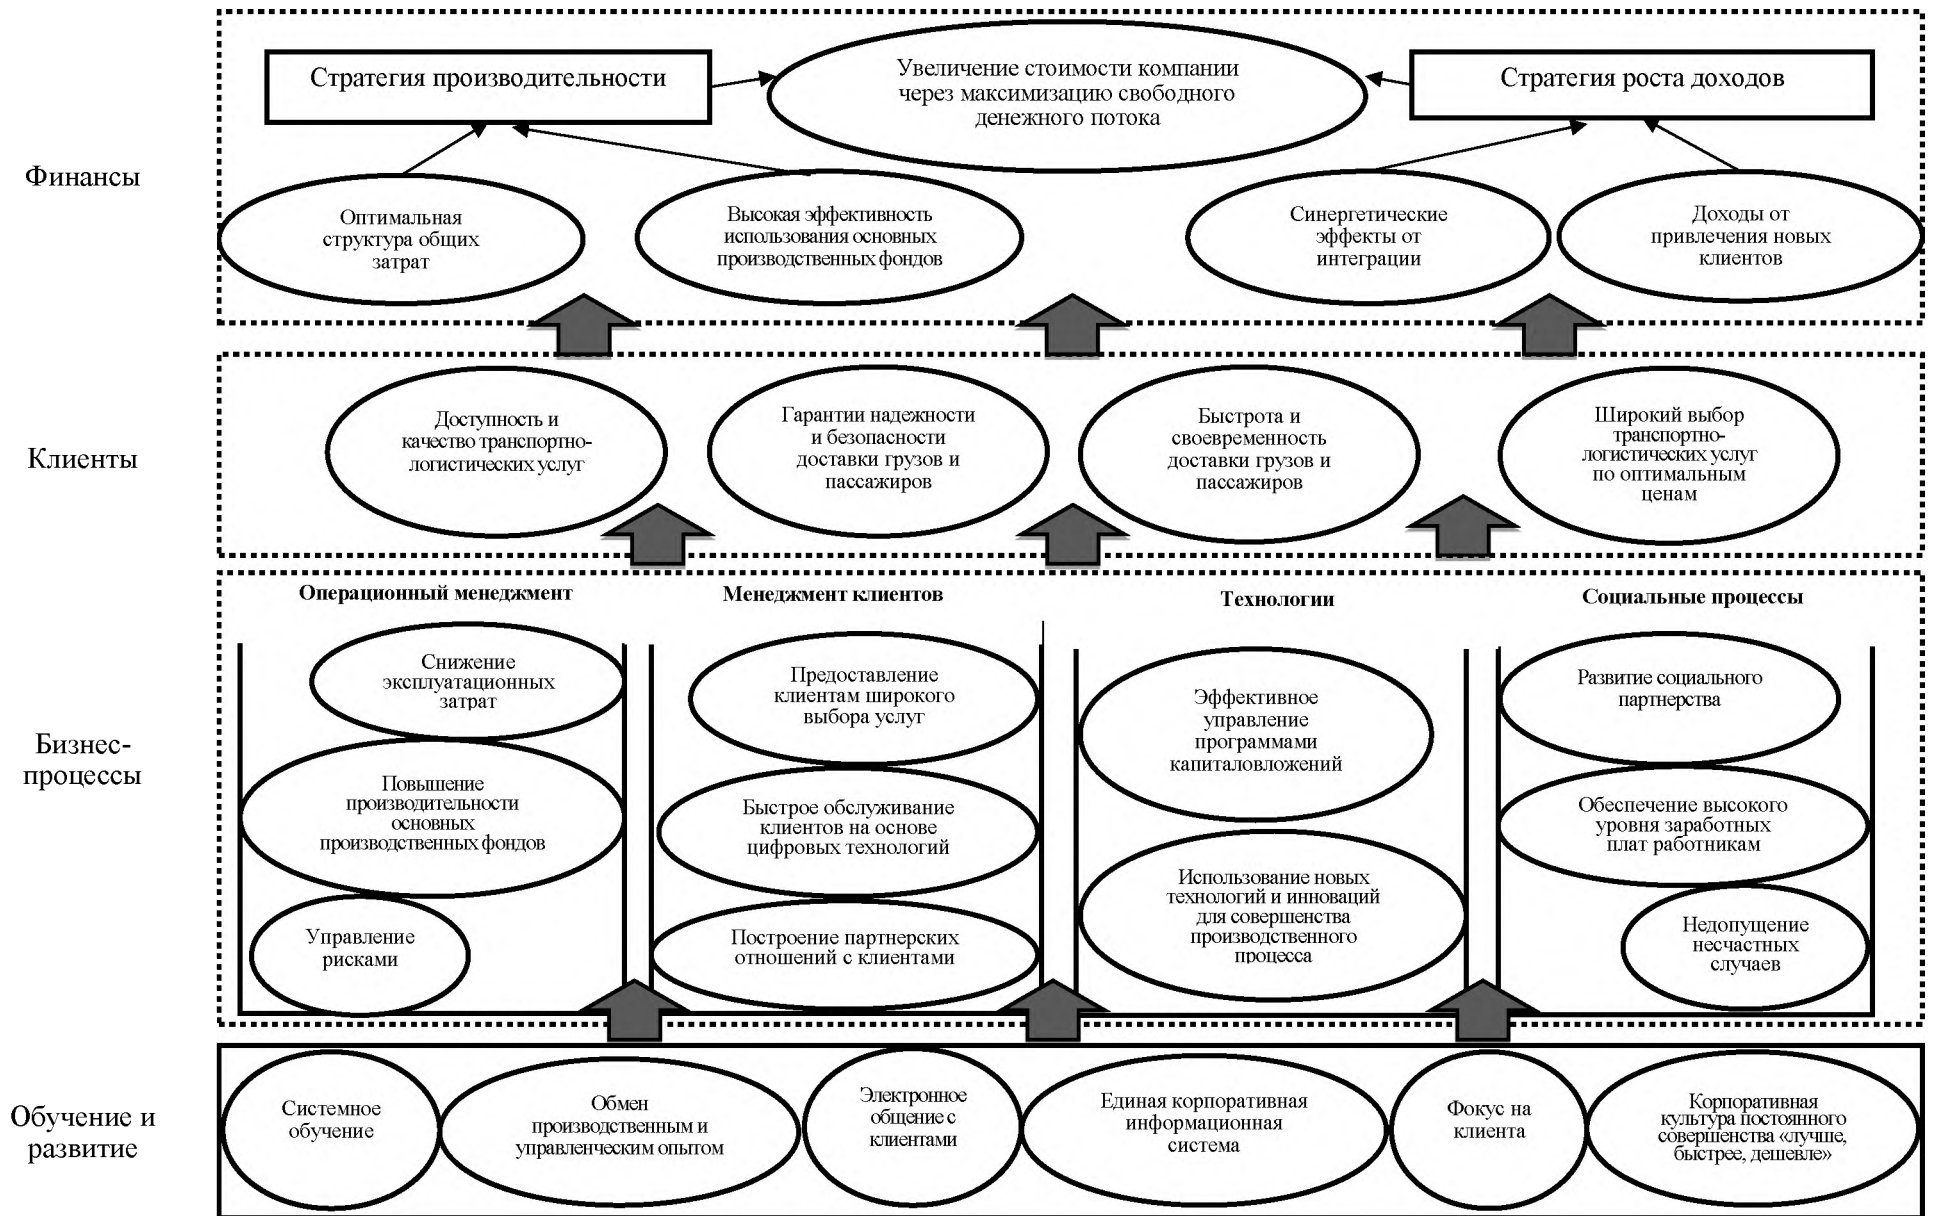 Финансы
Стратегия производительности
Увеличение стоимости компании
через максимизацию свободного
денежного потока
Стратегия роста доходов
Оптимальная
структура общих
затрат
Высокая эффективность
использования основных
производственных фондов
Синергетические
эффекты от
интеграции
Доходы от
привлечения новых
клиентов
Клиенты
Доступность и
качество транспортно-
логистических услуг
Гарантии надежности
и безопасности
доставки грузов и
пассажиров
Быстрота и
своевременность
доставки грузов и
пассажиров
Широкий выбор
транспортно-
логистических услуг
по оптимальным
ценам
Бизнес-
процессы
Операционный менеджмент
Снижение
эксплуатационных
затрат
Повышение
производительности
основных
производственных фондов
Управление
рисками
Менеджмент клиентов
Предоставление
клиентам широкого
выбора услуг
Быстрое обслуживание
клиентов на основе
цифровых технологий
Построение партнерских
отношений с клиентами
Технологии
Эффективное
управление
программами
капиталовложений
Использование новых
технологий и инноваций
для совершенства
производственного
процесса
Социальные процессы
Развитие социального
партнерства
Обеспечение высокого
уровня заработных
плат работникам
Недопущение
несчастных
случаев
Обучение и
развитие
Системное
обучение
Обмен
производственным и
управленческим опытом
Электронное
общение с
клиентами
Единая корпоративная
информационная
система
Фокус на
клиента
Корпоративная
культура постоянного
совершенства «лучше,
быстрее, дешевле»